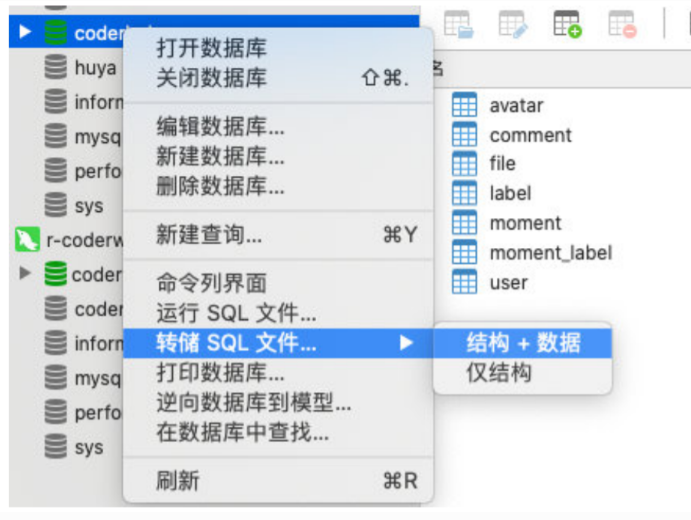 coder
huya
inform
mysq
perfo
sys
r-coderw
coder
coder
inform
mysq
perfo
sys
打开数据库
关闭数据库 ⇧⌘.
编辑数据库...
新建数据库...
删除数据库...
新建查询... ⌘Y
命令列界面
运行 SQL 文件...
转储 SQL 文件... ▶
打印数据库...
逆向数据库到模型...
在数据库中查找...
刷新 ⌘R
结构 + 数据
仅结构
名
avatar
comment
file
label
moment
moment_label
user